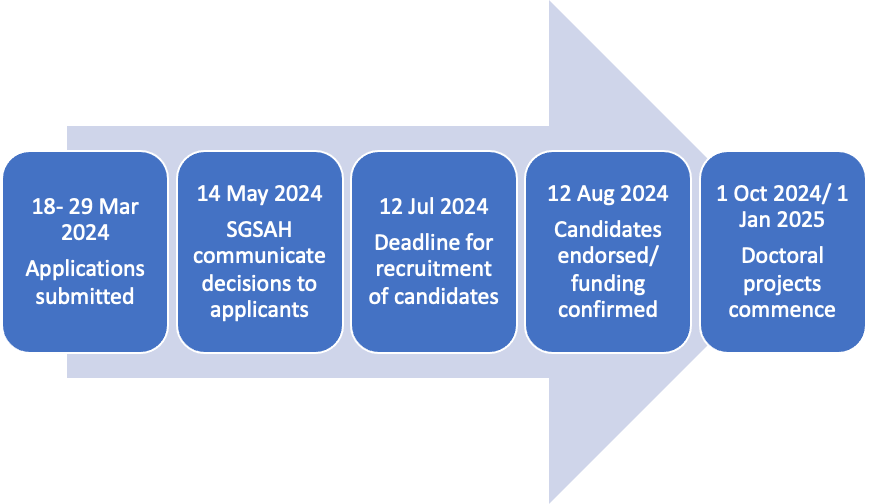 18- 29 Mar
2024
Applications
submitted
14 May 2024
SGSAH
communicate
decisions to
applicants
12 Jul 2024
Deadline for
recruitment
of candidates
12 Aug 2024
Candidates
endorsed/
funding
confirmed
1 Oct 2024/ 1
Jan 2025
Doctoral
projects
commence